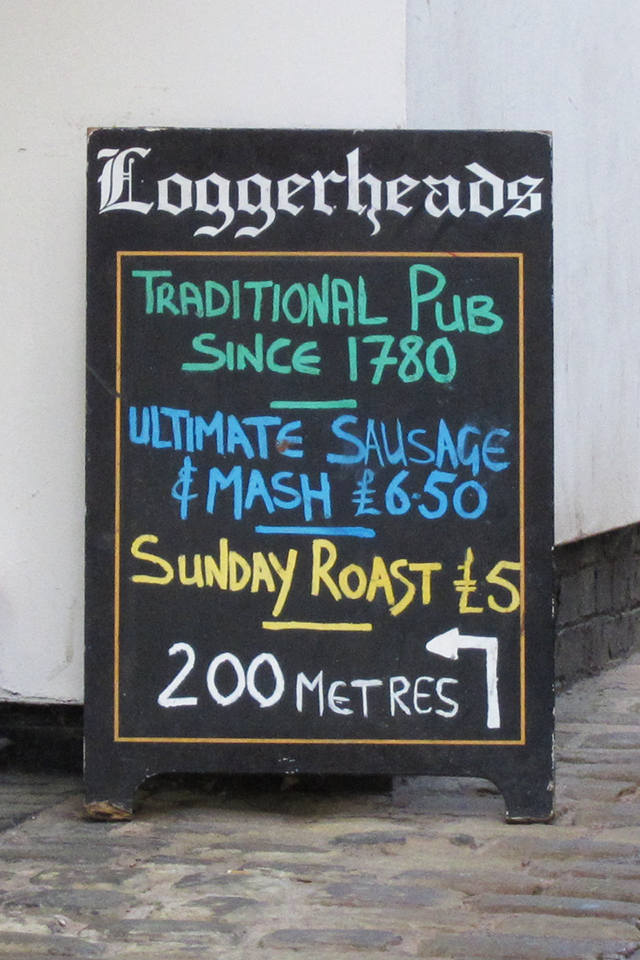 Loggerheads
TRADITIONAL PUB
SINCE 1780
ULTIMATE SAUSAGE
& MASH £6.50
SUNDAY ROAST £5
200 METRES